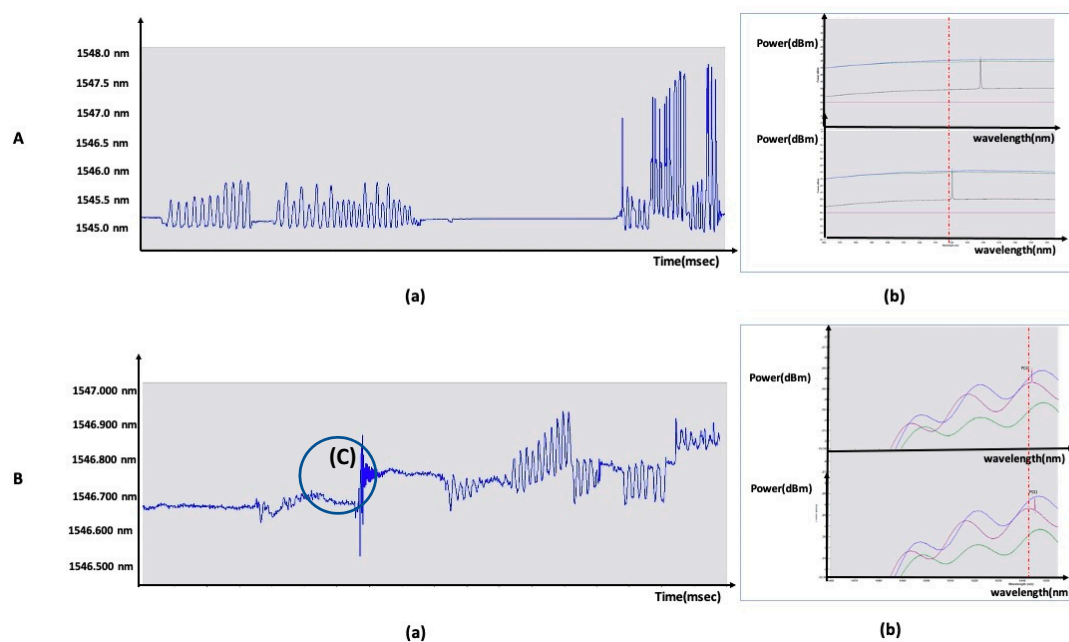 A
1548.0 nm
1547.5 nm
1547.0 nm
1546.5 nm
1546.0 nm
1545.5 nm
1545.0 nm
Time(msec)
(a)
Power(dBm)
wavelength(nm)
Power(dBm)
wavelength(nm)
(b)
B
1547.000 nm
1546.900 nm
1546.800 nm
1546.700 nm
1546.600 nm
1546.500 nm
(C)
Time(msec)
(a)
Power(dBm)
wavelength(nm)
Power(dBm)
wavelength(nm
(b)